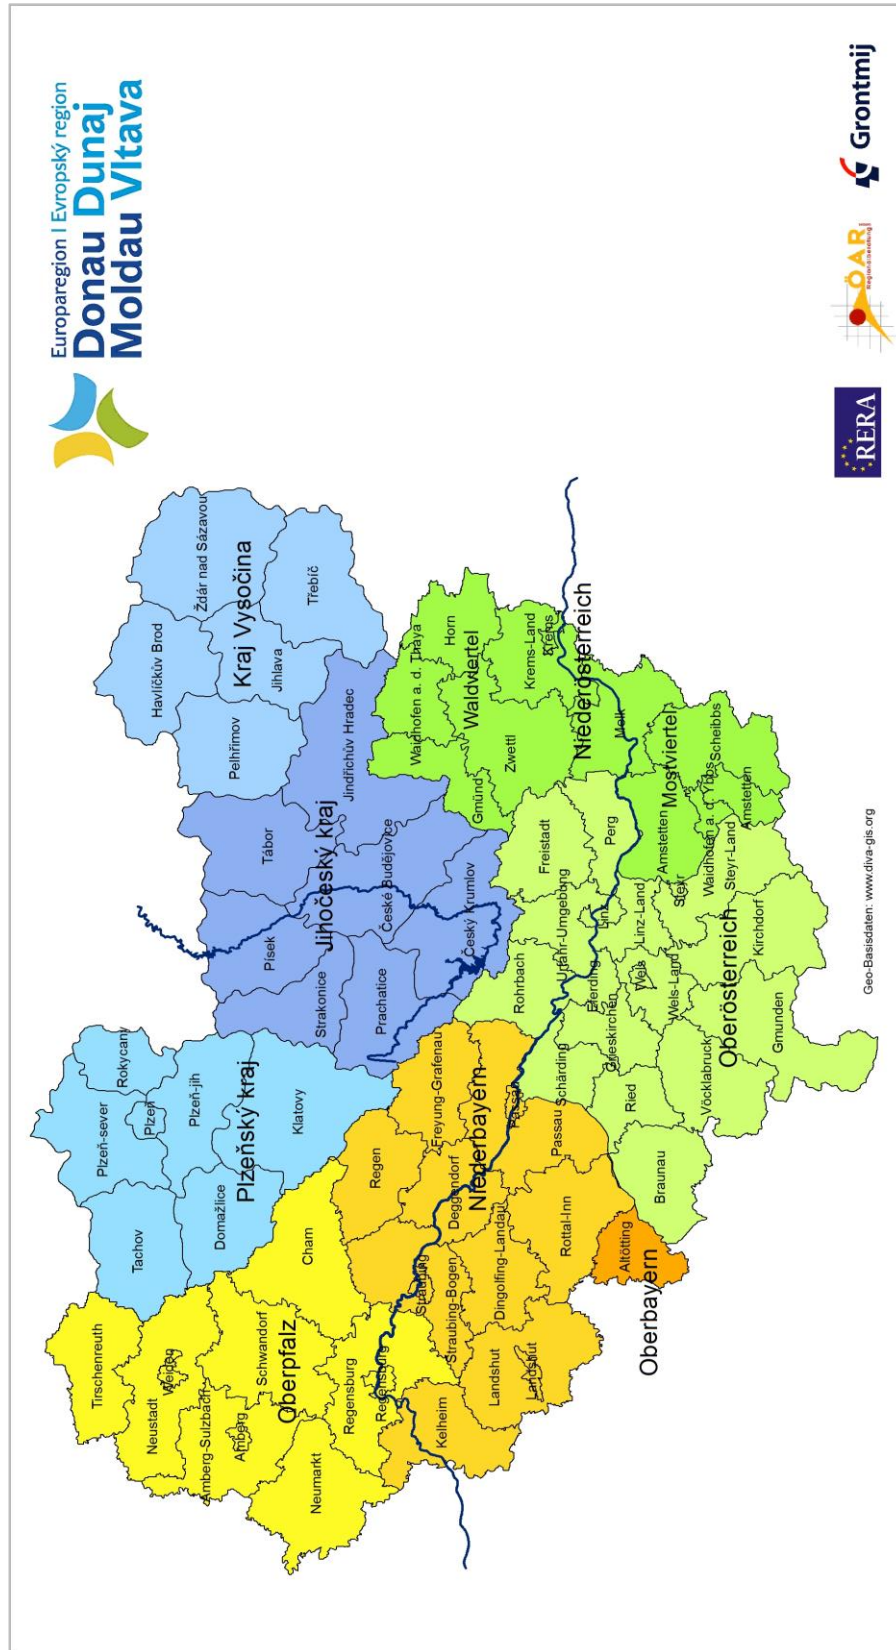 Europaregion | Evropský region
Donau Dunaj
Moldau Vltava
Havlíčkův Brod
Ždár nad Sázavou
Pelhřimov
Kraj Vysočina
Jihlava
Třebíč
Tábor
Písek
Jindřichův Hradec
Jihočeský kraj
Strakonice
České Budějovice
Prachatice
Český Krumlov
Plzeň-sever
Rokycany
Plzeň
Tachov
Plzeň-jih
Domažlice
Plzeňský kraj
Klatovy
Tirschenreuth
Neustadt
Weiden
Amberg-Sulzbach
Amberg
Schwandorf
Oberpfalz
Cham
Neumarkt
Regensburg
Regensburg
Regen
Freyung-Grafenau
Kelheim
Straubing
Deggendorf
Niederbayern
Straubing-Bogen
Passau
Landshut
Dingolfing-Landau
Landshut
Rottal-Inn
Passau
Altötting
Oberbayern
Waidhofen a. d. Thaya
Horn
Waldviertel
Gmünd
Zwettl
Krems-Land
Krems
Niederösterreich
Melk
Mostviertel
Amstetten
Scheibbs
Waidhofen a. d. Ybbs
Amstetten
Freistadt
Rohrbach
Urfahr-Umgebung
Perg
Linz
Eferding
Schärding
Grieskirchen
Linz-Land
Wels
Steyr
Ried
Wels-Land
Steyr-Land
Braunau
Vöcklabruck
Oberösterreich
Kirchdorf
Gmunden
Geo-Basisdaten: www.diva-gis.org
RERA
ÖAR
Regionalberatung
Grontmij